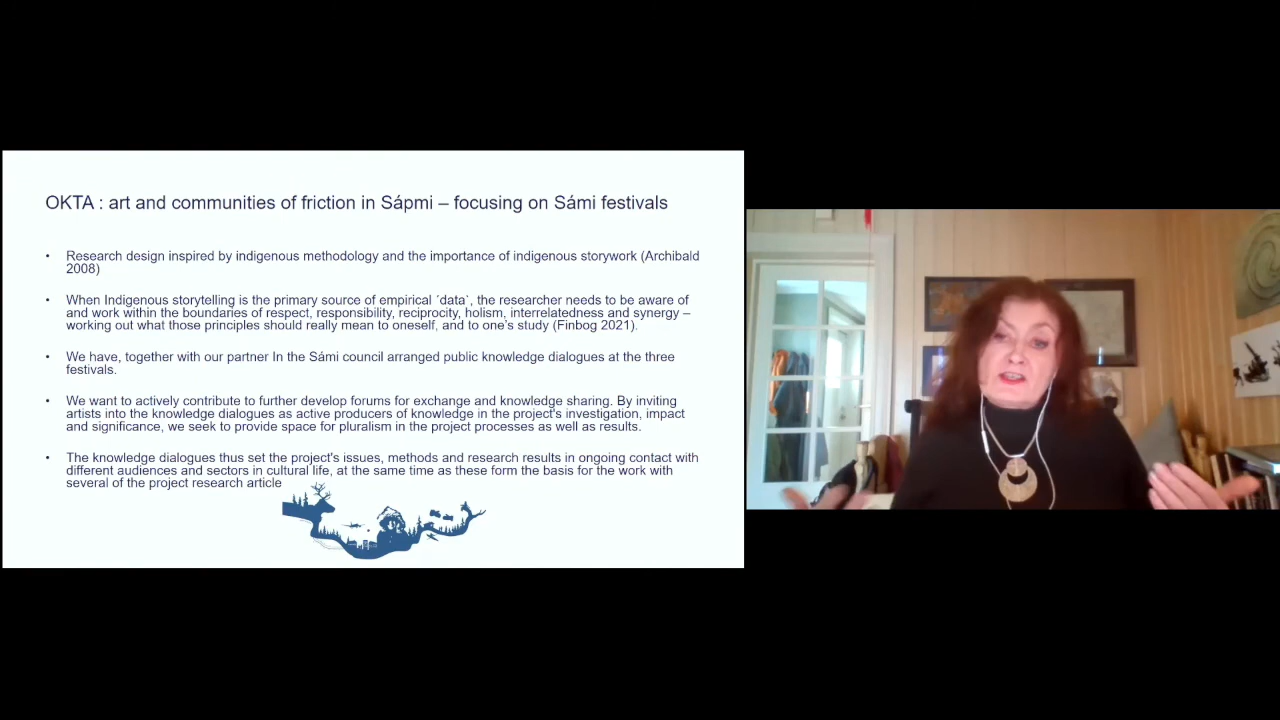 OKTA : art and communities of friction in Sápmi – focusing on Sámi festivals
• Research design inspired by indigenous methodology and the importance of indigenous storywork (Archibald
2008)
• When Indigenous storytelling is the primary source of empirical ´data`, the researcher needs to be aware of
and work within the boundaries of respect, responsibility, reciprocity, holism, interrelatedness and synergy –
working out what those principles should really mean to oneself, and to one's study (Finbog 2021).
• We have, together with our partner In the Sámi council arranged public knowledge dialogues at the three
festivals.
• We want to actively contribute to further develop forums for exchange and knowledge sharing. By inviting
artists into the knowledge dialogues as active producers of knowledge in the project's investigation, impact
and significance, we seek to provide space for pluralism in the project processes as well as results.
• The knowledge dialogues thus set the project's issues, methods and research results in ongoing contact with
different audiences and sectors in cultural life, at the same time as these form the basis for the work with
several of the project research article